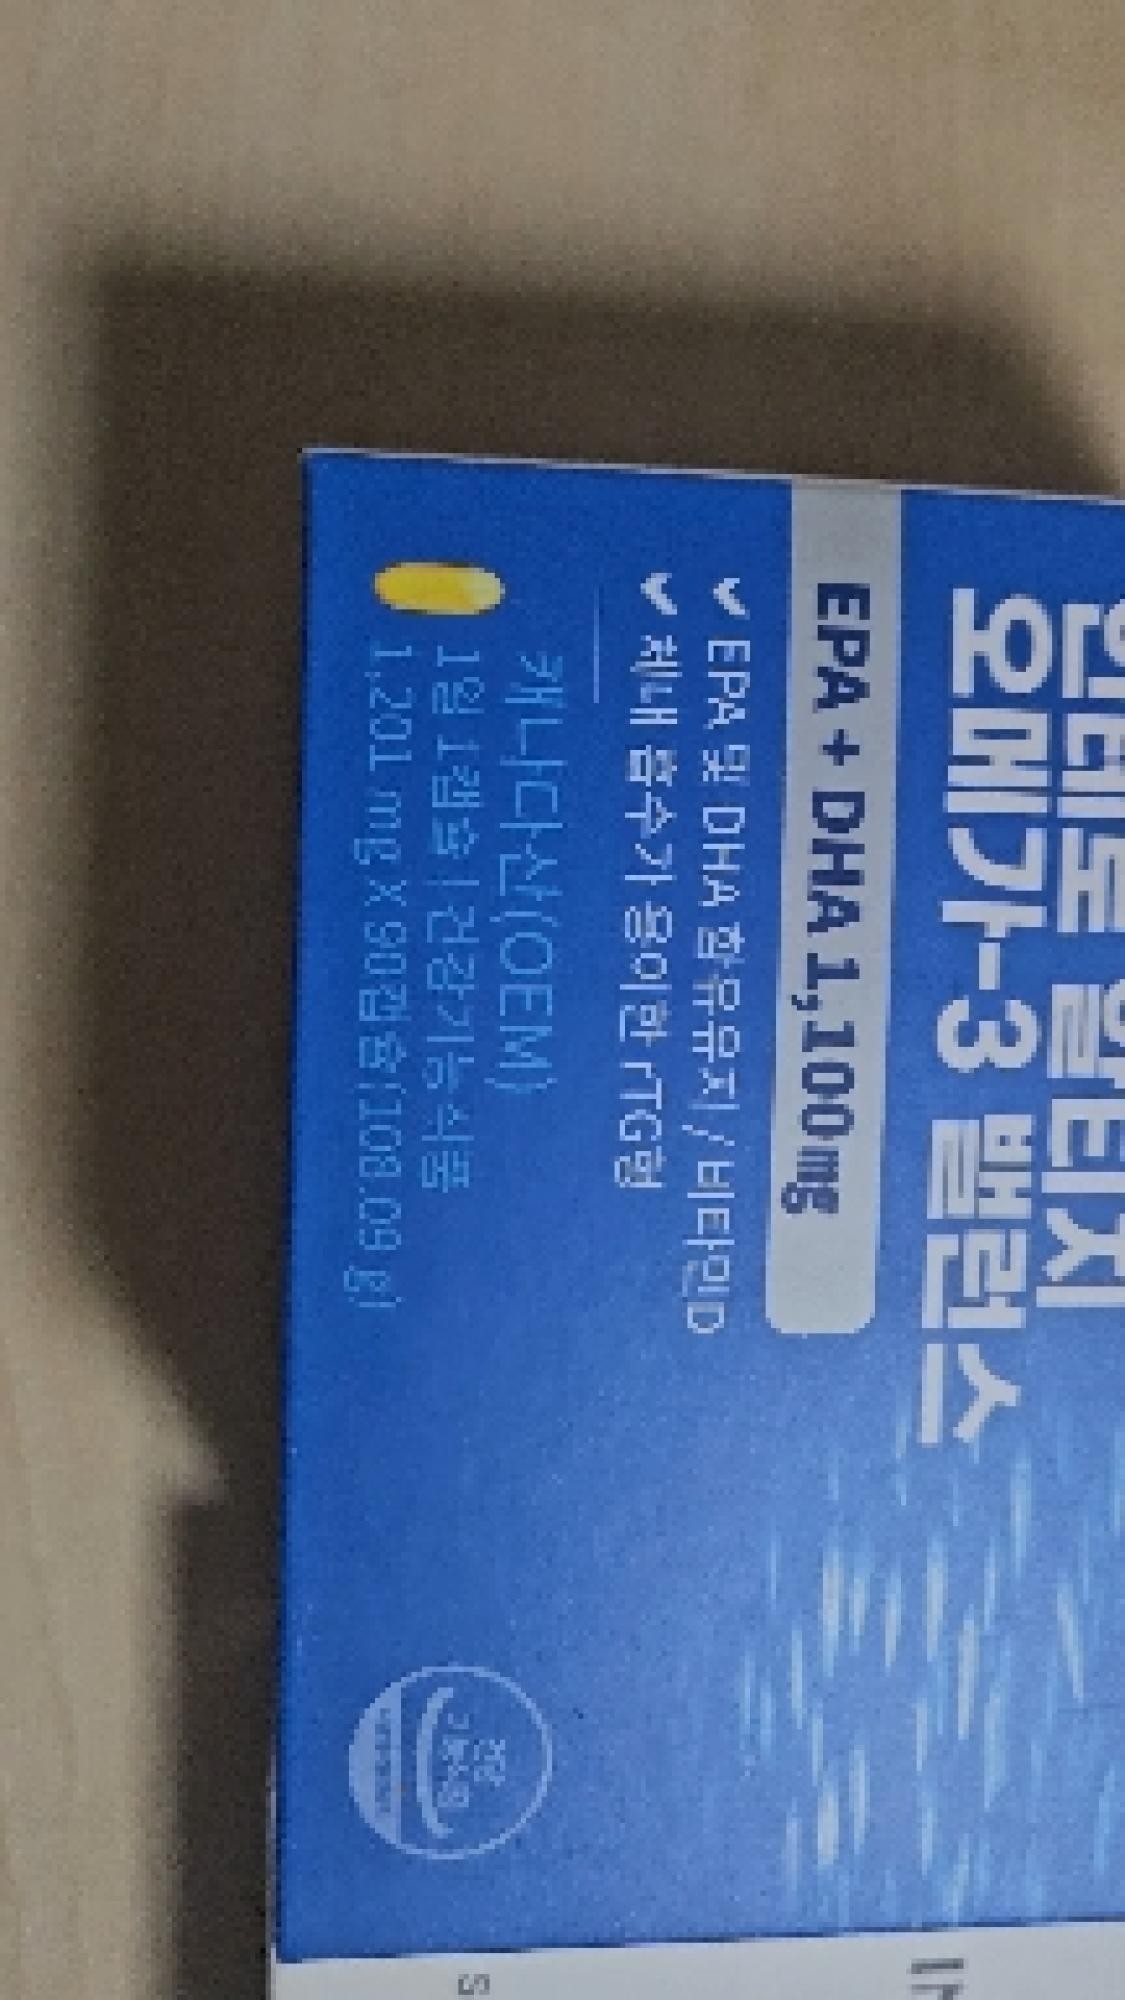 오메가-3 밸런스
EPA + DHA 1,100mg
EPA 및 DHA 함유유지 / 비타민D
체내 흡수가 용이한 rTG형
캐나다산(OEM)
1일 1캡슐 | 건강기능식품
1,201 mg X 90캡슐(108.09 g)